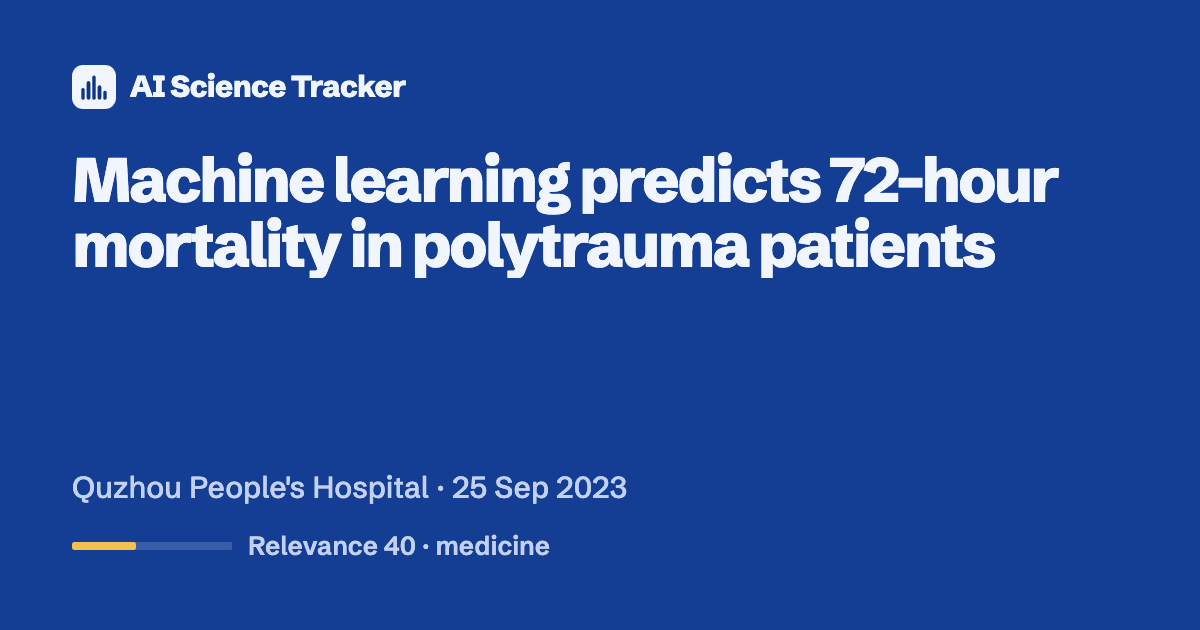 AI Science Tracker
Machine learning predicts 72-hour
mortality in polytrauma patients
Quzhou People's Hospital · 25 Sep 2023
Relevance 40 · medicine